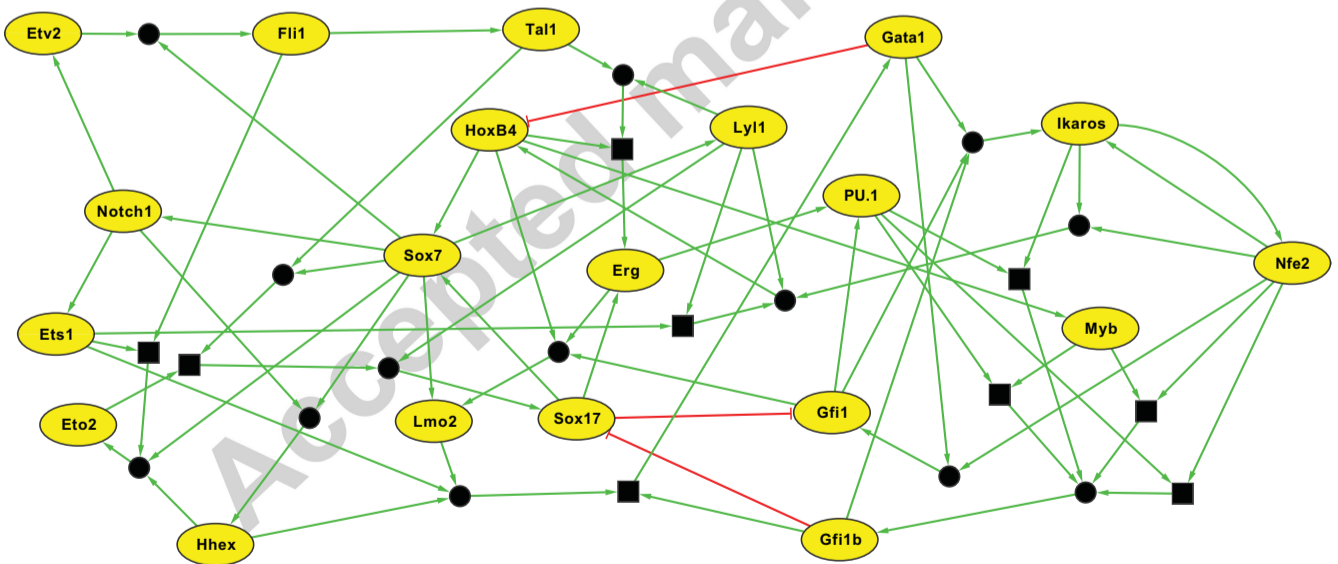 Etv2
Fli1
Tal1
Gata1
HoxB4
Lyl1
Ikaros
Notch1
PU.1
Sox7
Erg
Nfe2
Ets1
Myb
Eto2
Lmo2
Sox17
Gfi1
Hhex
Gfi1b
Accepted ma